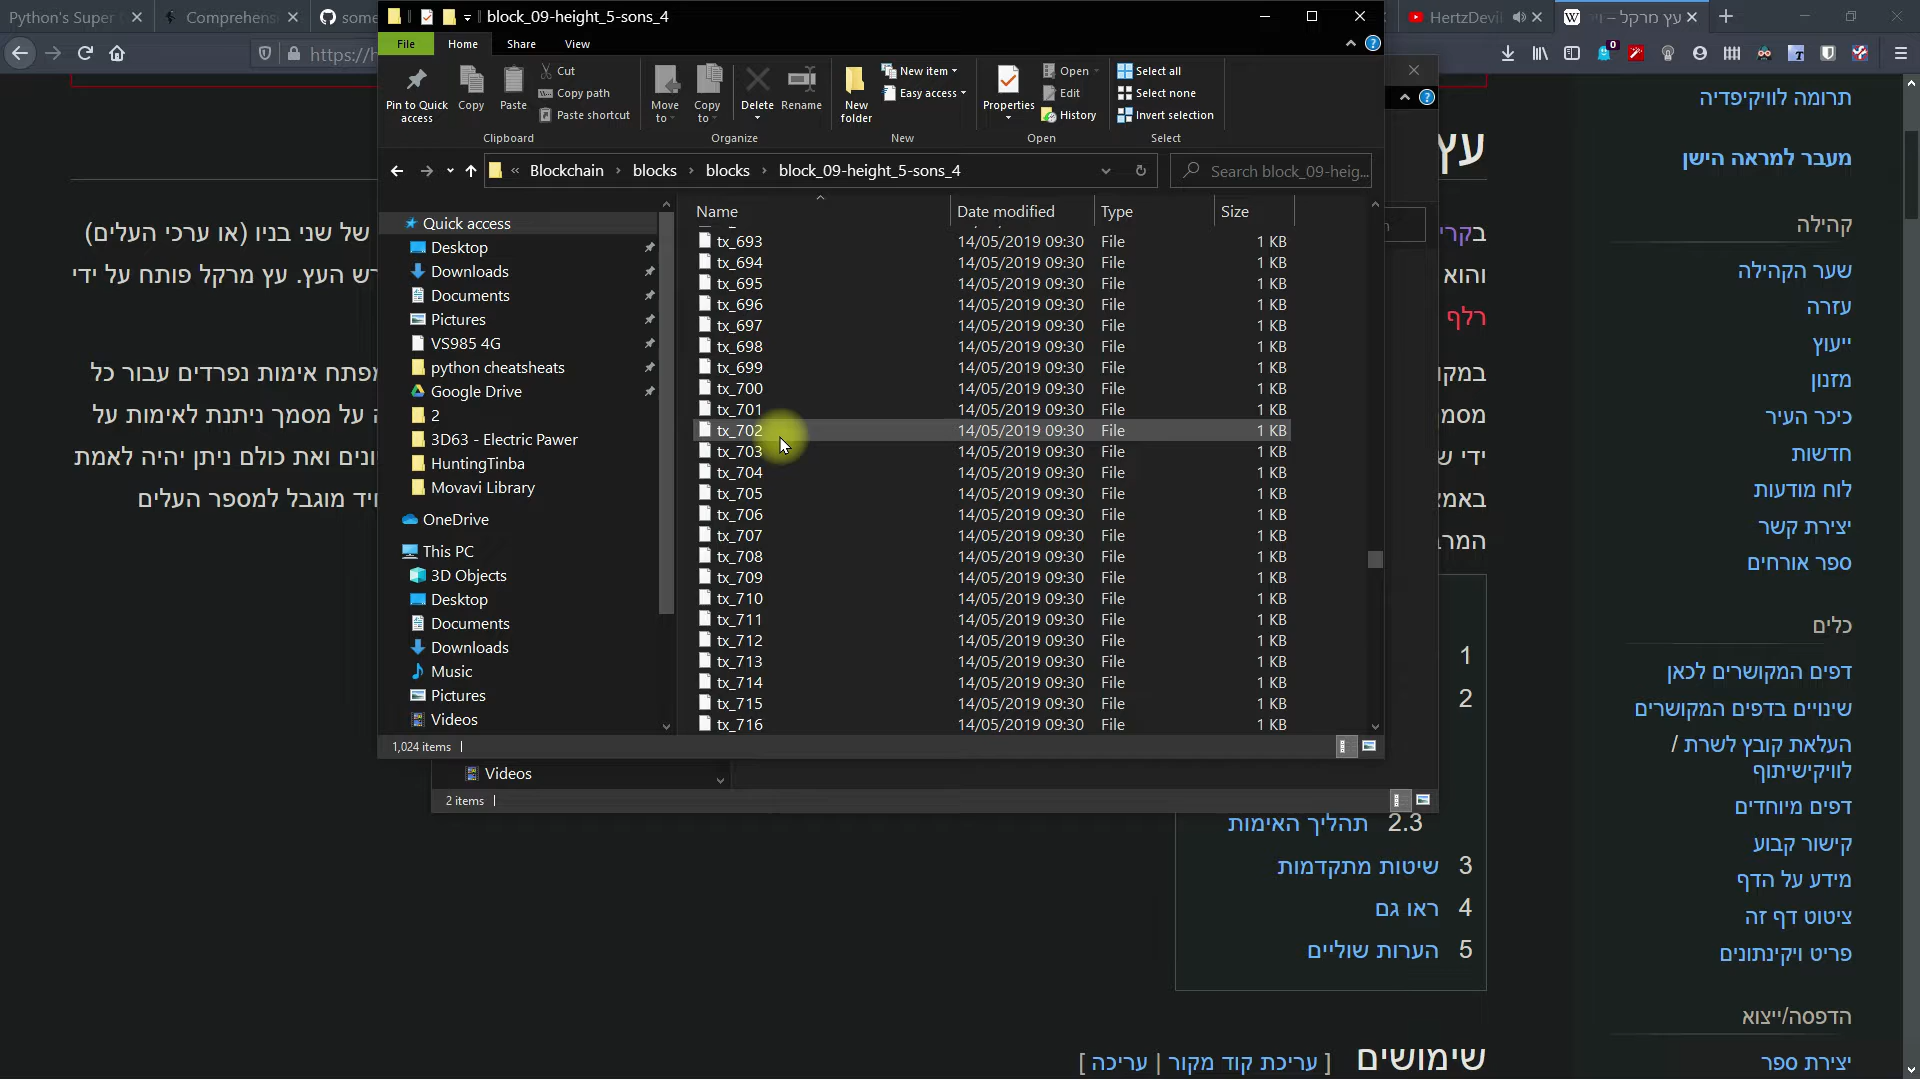 Python's Super
Comprehens
some
HertzDevil
עץ מרקל – וי
https://h
block_09-height_5-sons_4
File
Home
Share
View
Pin to Quick access
Copy
Paste
Cut
Copy path
Paste shortcut
Move to
Copy to
Delete
Rename
New folder
New item
Easy access
Properties
Open
Edit
History
Select all
Select none
Invert selection
Clipboard
Organize
New
Open
Select
« Blockchain › blocks › blocks › block_09-height_5-sons_4
Search block_09-heig...
Quick access
Desktop
Downloads
Documents
Pictures
VS985 4G
python cheatsheats
Google Drive
2
3D63 - Electric Pawer
HuntingTinba
Movavi Library
OneDrive
This PC
3D Objects
Desktop
Documents
Downloads
Music
Pictures
Videos
Name Date modified Type Size
tx_693 14/05/2019 09:30 File 1 KB
tx_694 14/05/2019 09:30 File 1 KB
tx_695 14/05/2019 09:30 File 1 KB
tx_696 14/05/2019 09:30 File 1 KB
tx_697 14/05/2019 09:30 File 1 KB
tx_698 14/05/2019 09:30 File 1 KB
tx_699 14/05/2019 09:30 File 1 KB
tx_700 14/05/2019 09:30 File 1 KB
tx_701 14/05/2019 09:30 File 1 KB
tx_702 14/05/2019 09:30 File 1 KB
tx_703 14/05/2019 09:30 File 1 KB
tx_704 14/05/2019 09:30 File 1 KB
tx_705 14/05/2019 09:30 File 1 KB
tx_706 14/05/2019 09:30 File 1 KB
tx_707 14/05/2019 09:30 File 1 KB
tx_708 14/05/2019 09:30 File 1 KB
tx_709 14/05/2019 09:30 File 1 KB
tx_710 14/05/2019 09:30 File 1 KB
tx_711 14/05/2019 09:30 File 1 KB
tx_712 14/05/2019 09:30 File 1 KB
tx_713 14/05/2019 09:30 File 1 KB
tx_714 14/05/2019 09:30 File 1 KB
tx_715 14/05/2019 09:30 File 1 KB
tx_716 14/05/2019 09:30 File 1 KB
1,024 items
Videos
2 items
תרומה לוויקיפדיה
מעבר למראה הישן
קהילה
שער הקהילה
עזרה
ייעוץ
מזנון
כיכר העיר
חדשות
לוח מודעות
יצירת קשר
ספר אורחים
כלים
דפים המקושרים לכאן
שינויים בדפים המקושרים
העלאת קובץ לשרת /
לוויקישיתוף
דפים מיוחדים
קישור קבוע
מידע על הדף
ציטוט דף זה
פריט ויקינתונים
הדפסה/ייצוא
יצירת ספר
עץ
בקרי
של שני בניו (או ערכי העלים)
והוא
רש העץ. עץ מרקל פותח על ידי
רלף
במקו
מפתח אימות נפרדים עבור כל
מסמך
ה על מסמך ניתנת לאימות על
ידי ש
יונים ואת כולם ניתן יהיה לאמת
באמצ
חיד מוגבל למספר העלים
המרב
1
2
2.3 תהליך האימות
3 שיטות מתקדמות
4 ראו גם
5 הערות שוליים
שימושים [ עריכת קוד מקור | עריכה ]